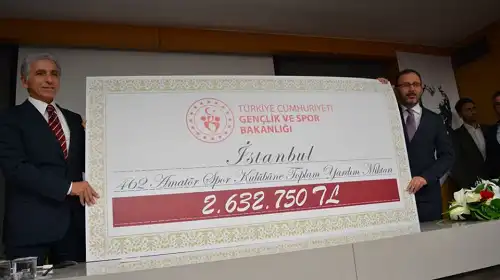 TÜRKİYE CUMHURİYETİ
GENÇLİK VE SPOR
BAKANLIĞI
İstanbul
462 Amatör Spor Kulübüne Toplam Yardım Miktarı
2.632.750 TL